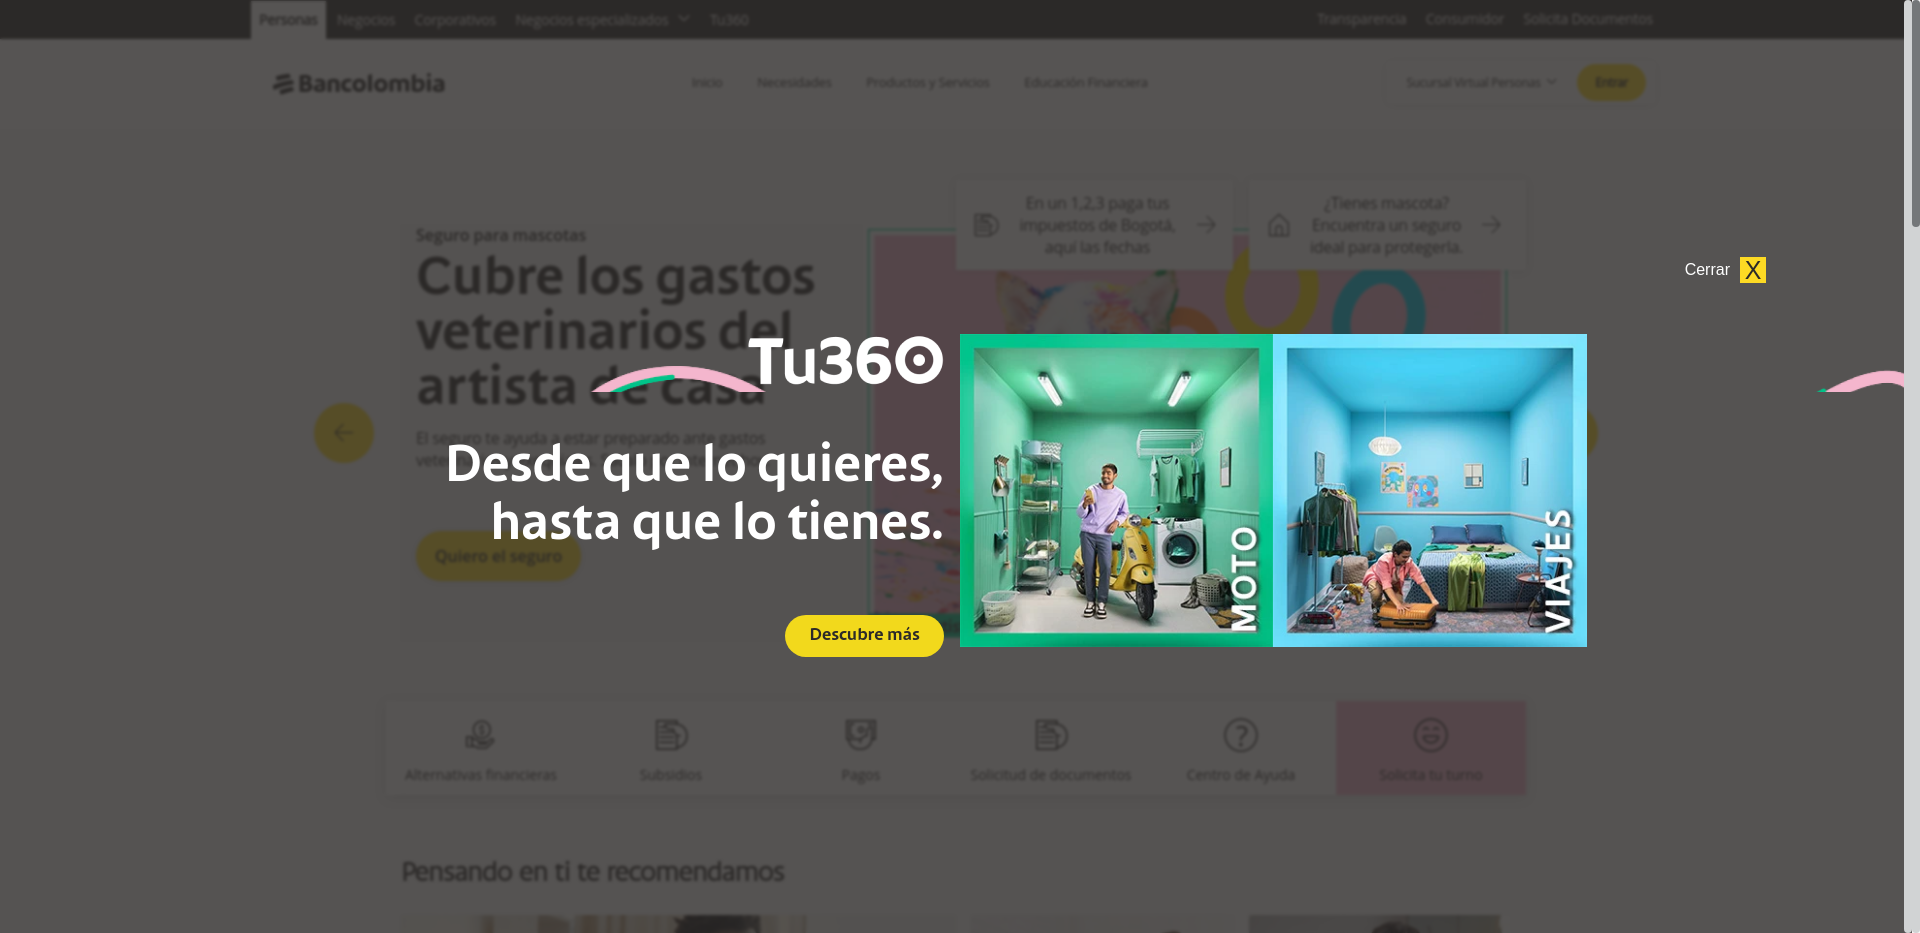 Personas Negocios Corporativos Negocios especializados Tu360 Transparencia Consumidor Solicita Documentos
Bancolombia Inicio Necesidades Productos y Servicios Educación Financiera Sucursal Virtual Personas Entrar
En un 1,2,3 paga tus
impuestos de Bogotá,
aquí las fechas
¿Tienes mascota?
Encuentra un seguro
ideal para protegerla.
Seguro para mascotas
Cubre los gastos
veterinarios del
artista de casa
El seguro te ayuda a estar preparado ante gastos
Quiero el seguro
Cerrar X
Tu360
Desde que lo quieres,
hasta que lo tienes.
Descubre más
MOTO
VIAJES
Alternativas financieras
Subsidios
Pagos
Solicitud de documentos
Centro de Ayuda
Solicita tu turno
Pensando en ti te recomendamos